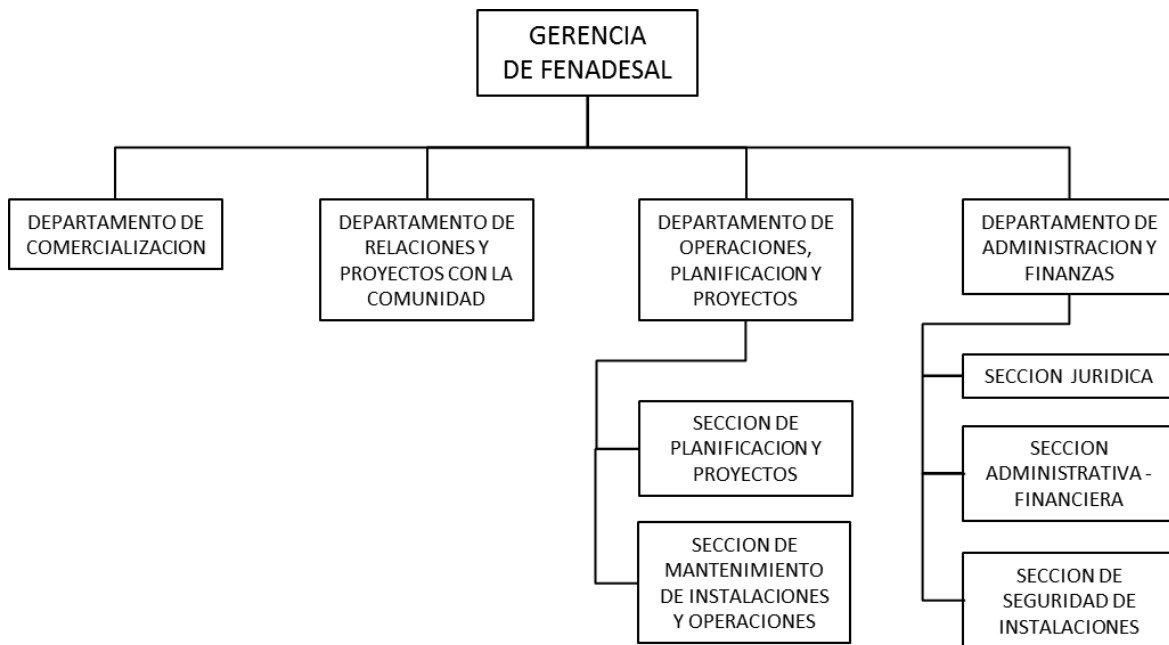 GERENCIA
DE FENADESAL
DEPARTAMENTO DE
COMERCIALIZACION
DEPARTAMENTO DE
RELACIONES Y
PROYECTOS CON LA
COMUNIDAD
DEPARTAMENTO DE
OPERACIONES,
PLANIFICACION Y
PROYECTOS
DEPARTAMENTO DE
ADMINISTRACION Y
FINANZAS
SECCION DE
PLANIFICACION Y
PROYECTOS
SECCION DE
MANTENIMIENTO
DE INSTALACIONES
Y OPERACIONES
SECCION JURIDICA
SECCION
ADMINISTRATIVA -
FINANCIERA
SECCION DE
SEGURIDAD DE
INSTALACIONES